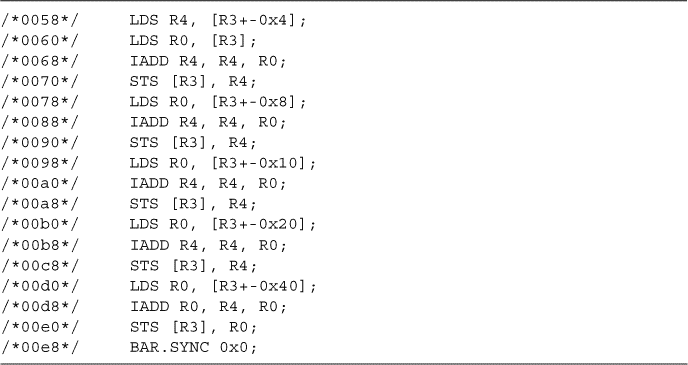 /*0058*/ LDS R4, [R3+-0x4];
/*0060*/ LDS R0, [R3];
/*0068*/ IADD R4, R4, R0;
/*0070*/ STS [R3], R4;
/*0078*/ LDS R0, [R3+-0x8];
/*0088*/ IADD R4, R4, R0;
/*0090*/ STS [R3], R4;
/*0098*/ LDS R0, [R3+-0x10];
/*00a0*/ IADD R4, R4, R0;
/*00a8*/ STS [R3], R4;
/*00b0*/ LDS R0, [R3+-0x20];
/*00b8*/ IADD R4, R4, R0;
/*00c8*/ STS [R3], R4;
/*00d0*/ LDS R0, [R3+-0x40];
/*00d8*/ IADD R0, R4, R0;
/*00e0*/ STS [R3], R0;
/*00e8*/ BAR.SYNC 0x0;